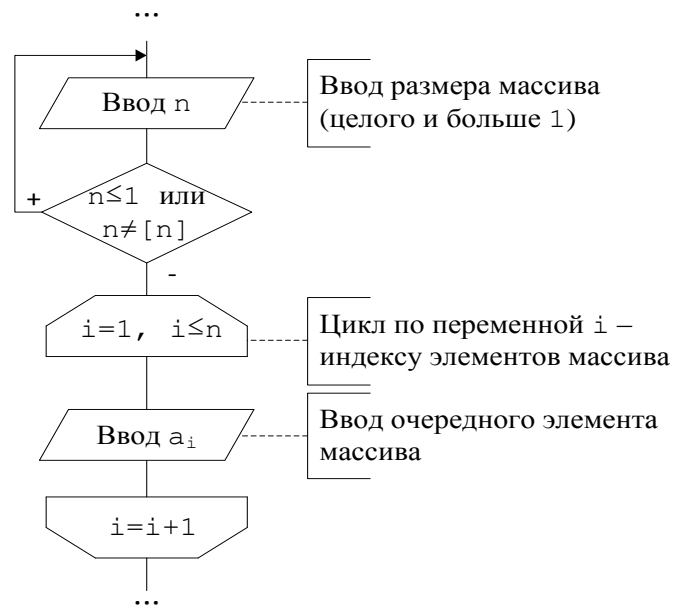 ...
Ввод n
Ввод размера массива
(целого и больше 1)
+
n≤1 или
n≠[n]
-
i=1, i≤n
Цикл по переменной i –
индексу элементов массива
Ввод aᵢ
Ввод очередного элемента
массива
i=i+1
...